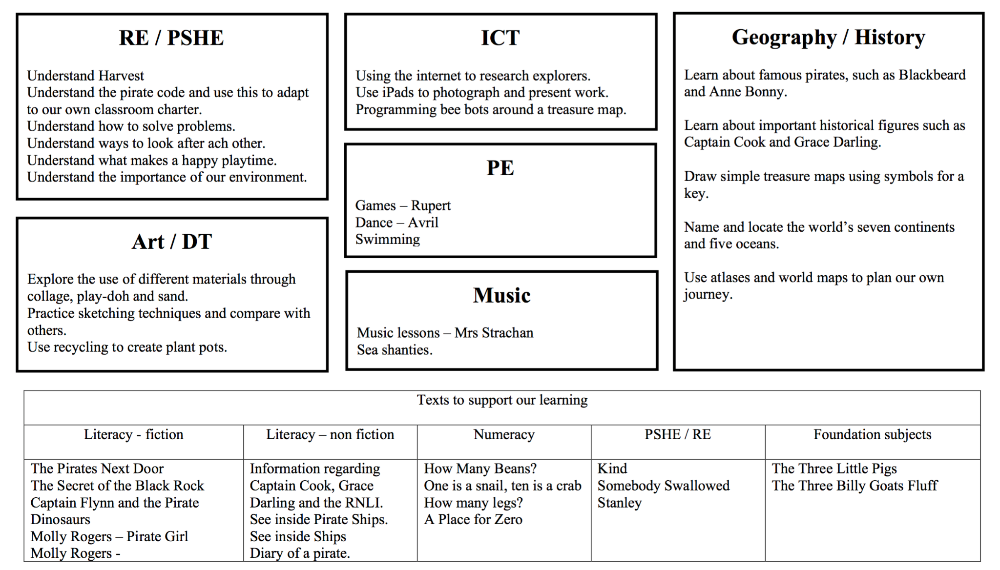 RE / PSHE
Understand Harvest
Understand the pirate code and use this to adapt
to our own classroom charter.
Understand how to solve problems.
Understand ways to look after ach other.
Understand what makes a happy playtime.
Understand the importance of our environment.
Art / DT
Explore the use of different materials through
collage, play-doh and sand.
Practice sketching techniques and compare with
others.
Use recycling to create plant pots.
ICT
Using the internet to research explorers.
Use iPads to photograph and present work.
Programming bee bots around a treasure map.
PE
Games – Rupert
Dance – Avril
Swimming
Music
Music lessons – Mrs Strachan
Sea shanties.
Geography / History
Learn about famous pirates, such as Blackbeard
and Anne Bonny.
Learn about important historical figures such as
Captain Cook and Grace Darling.
Draw simple treasure maps using symbols for a
key.
Name and locate the world’s seven continents
and five oceans.
Use atlases and world maps to plan our own
journey.
Texts to support our learning
Literacy - fiction
The Pirates Next Door
The Secret of the Black Rock
Captain Flynn and the Pirate
Dinosaurs
Molly Rogers – Pirate Girl
Molly Rogers -
Literacy – non fiction
Information regarding
Captain Cook, Grace
Darling and the RNLI.
See inside Pirate Ships.
See inside Ships
Diary of a pirate.
Numeracy
How Many Beans?
One is a snail, ten is a crab
How many legs?
A Place for Zero
PSHE / RE
Kind
Somebody Swallowed
Stanley
Foundation subjects
The Three Little Pigs
The Three Billy Goats Fluff